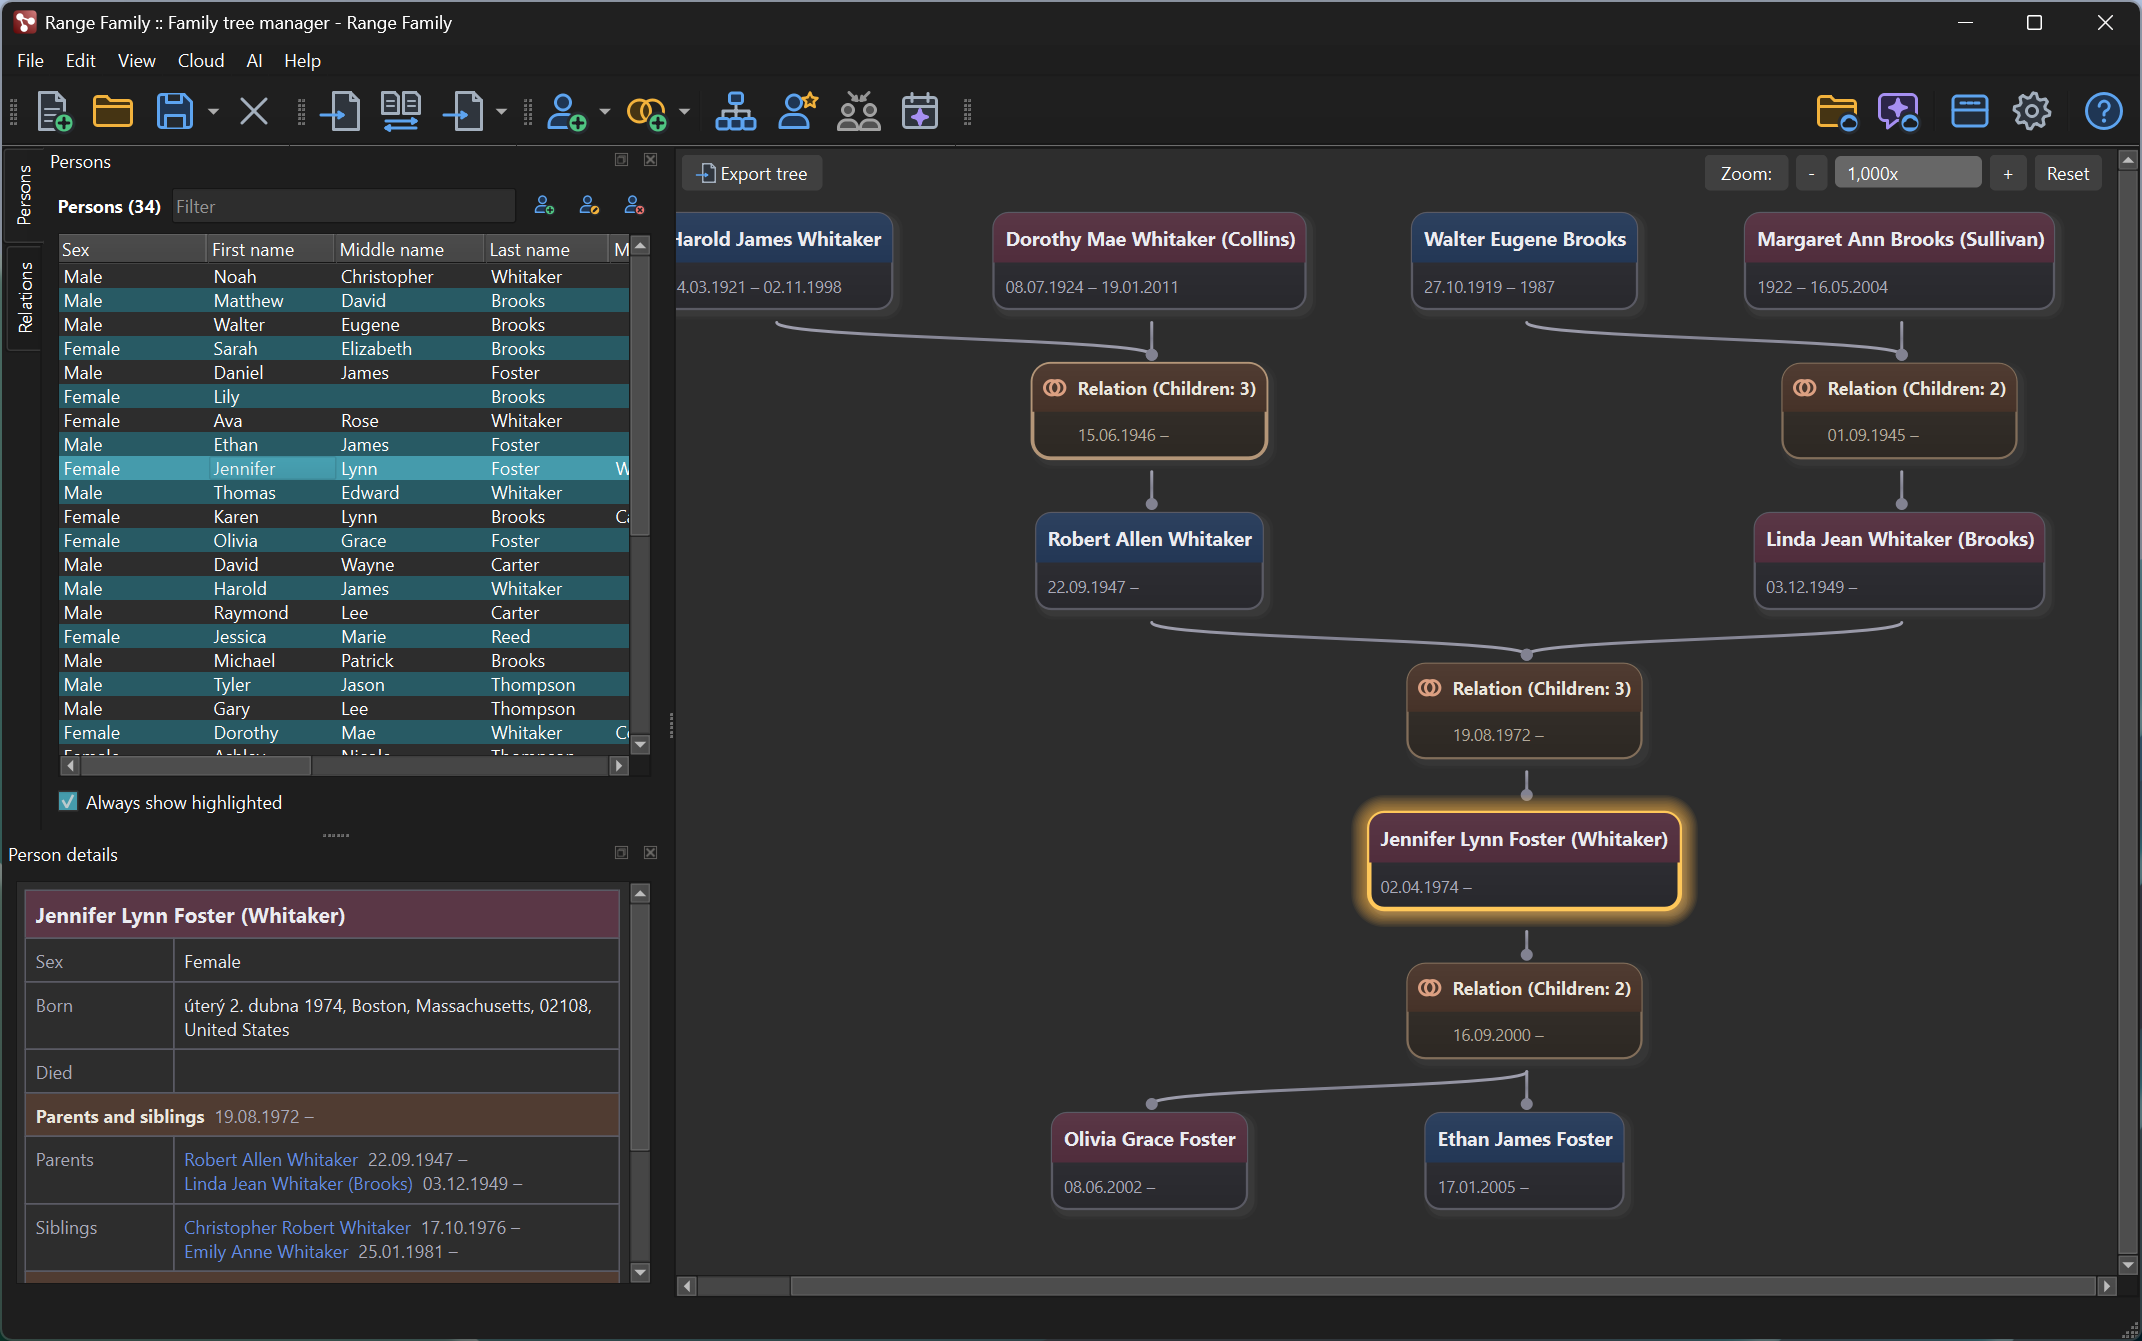 Range Family :: Family tree manager - Range Family
File Edit View Cloud AI Help
Persons
Relations
Persons
Persons (34) Filter
Sex First name Middle name Last name M
Male Noah Christopher Whitaker
Male Matthew David Brooks
Male Walter Eugene Brooks
Female Sarah Elizabeth Brooks
Male Daniel James Foster
Female Lily Brooks
Female Ava Rose Whitaker
Male Ethan James Foster
Female Jennifer Lynn Foster W
Male Thomas Edward Whitaker
Female Karen Lynn Brooks Ca
Female Olivia Grace Foster
Male David Wayne Carter
Male Harold James Whitaker
Male Raymond Lee Carter
Female Jessica Marie Reed
Male Michael Patrick Brooks
Male Tyler Jason Thompson
Male Gary Lee Thompson
Female Dorothy Mae Whitaker Co
Female Ashley Nicole Thompson
Always show highlighted
Person details
Jennifer Lynn Foster (Whitaker)
Sex Female
Born úterý 2. dubna 1974, Boston, Massachusetts, 02108,
United States
Died
Parents and siblings 19.08.1972 –
Parents Robert Allen Whitaker 22.09.1947 –
Linda Jean Whitaker (Brooks) 03.12.1949 –
Siblings Christopher Robert Whitaker 17.10.1976 –
Emily Anne Whitaker 25.01.1981 –
Export tree
Zoom: - 1,000x + Reset
Harold James Whitaker
4.03.1921 – 02.11.1998
Dorothy Mae Whitaker (Collins)
08.07.1924 – 19.01.2011
Walter Eugene Brooks
27.10.1919 – 1987
Margaret Ann Brooks (Sullivan)
1922 – 16.05.2004
Relation (Children: 3)
15.06.1946 –
Relation (Children: 2)
01.09.1945 –
Robert Allen Whitaker
22.09.1947 –
Linda Jean Whitaker (Brooks)
03.12.1949 –
Relation (Children: 3)
19.08.1972 –
Jennifer Lynn Foster (Whitaker)
02.04.1974 –
Relation (Children: 2)
16.09.2000 –
Olivia Grace Foster
08.06.2002 –
Ethan James Foster
17.01.2005 –